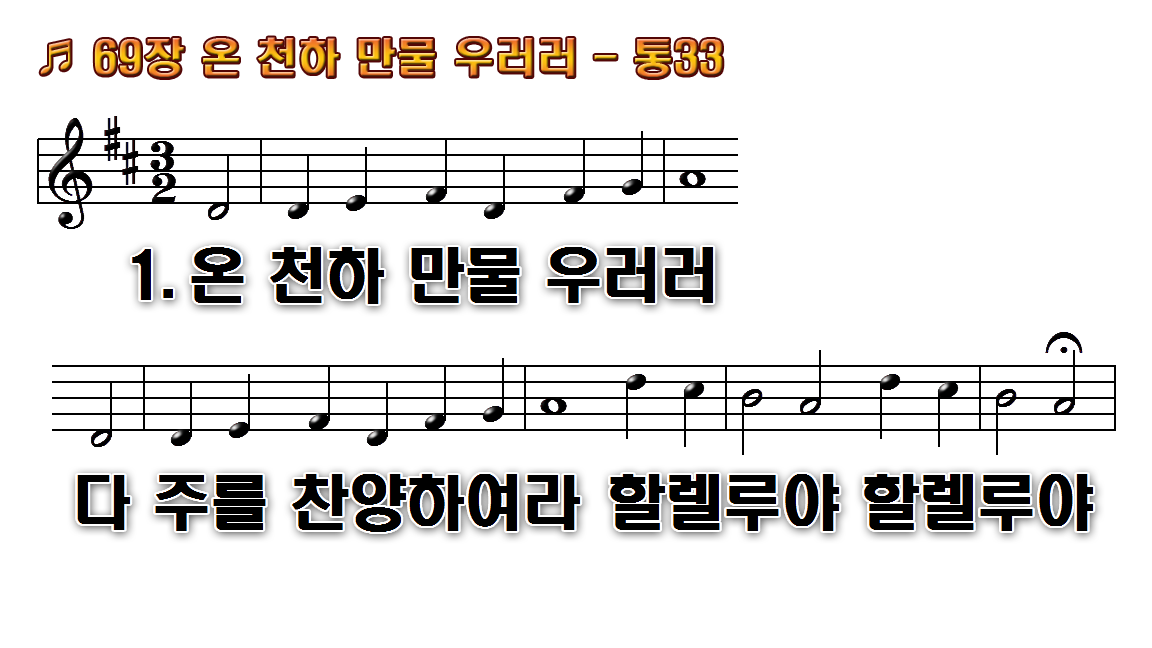 ♬ 69장 온 천하 만물 우러러 - 통33
3
2
1. 온 천하 만물 우러러
다 주를 찬양하여라 할렐루야 할렐루야